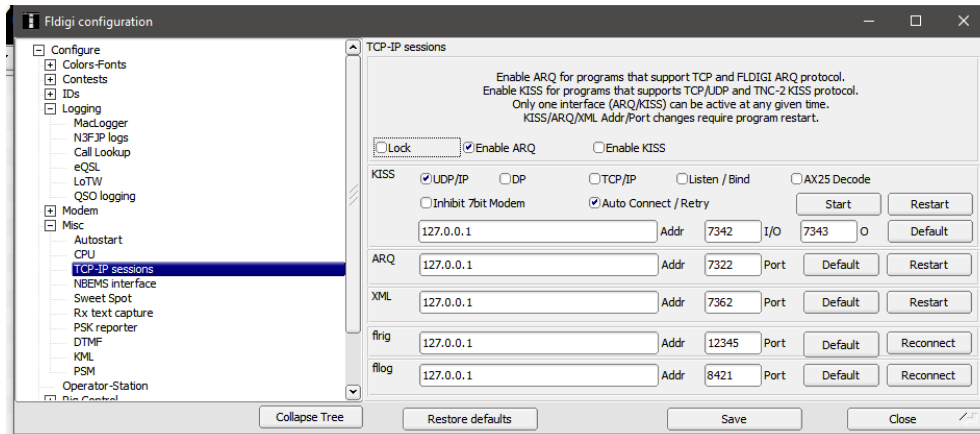 Fldigi configuration
Configure
Colors-Fonts
Contests
IDs
Logging
MacLogger
N3FJP logs
Call Lookup
eQSL
LoTW
QSO logging
Modem
Misc
Autostart
CPU
TCP-IP sessions
NBEMS interface
Sweet Spot
Rx text capture
PSK reporter
DTMF
KML
PSM
Operator-Station
Rig Control
Collapse Tree
TCP-IP sessions
Enable ARQ for programs that support TCP and FLDIGI ARQ protocol.
Enable KISS for programs that supports TCP/UDP and TNC-2 KISS protocol.
Only one interface (ARQ/KISS) can be active at any given time.
KISS/ARQ/XML Addr/Port changes require program restart.
Lock Enable ARQ Enable KISS
KISS UDP/IP DP TCP/IP Listen / Bind AX25 Decode
Inhibit 7bit Modem Auto Connect / Retry Start Restart
127.0.0.1 Addr 7342 I/O 7343 O Default
ARQ 127.0.0.1 Addr 7322 Port Default Restart
XML 127.0.0.1 Addr 7362 Port Default Restart
flrig 127.0.0.1 Addr 12345 Port Default Reconnect
fllog 127.0.0.1 Addr 8421 Port Default Reconnect
Restore defaults Save Close